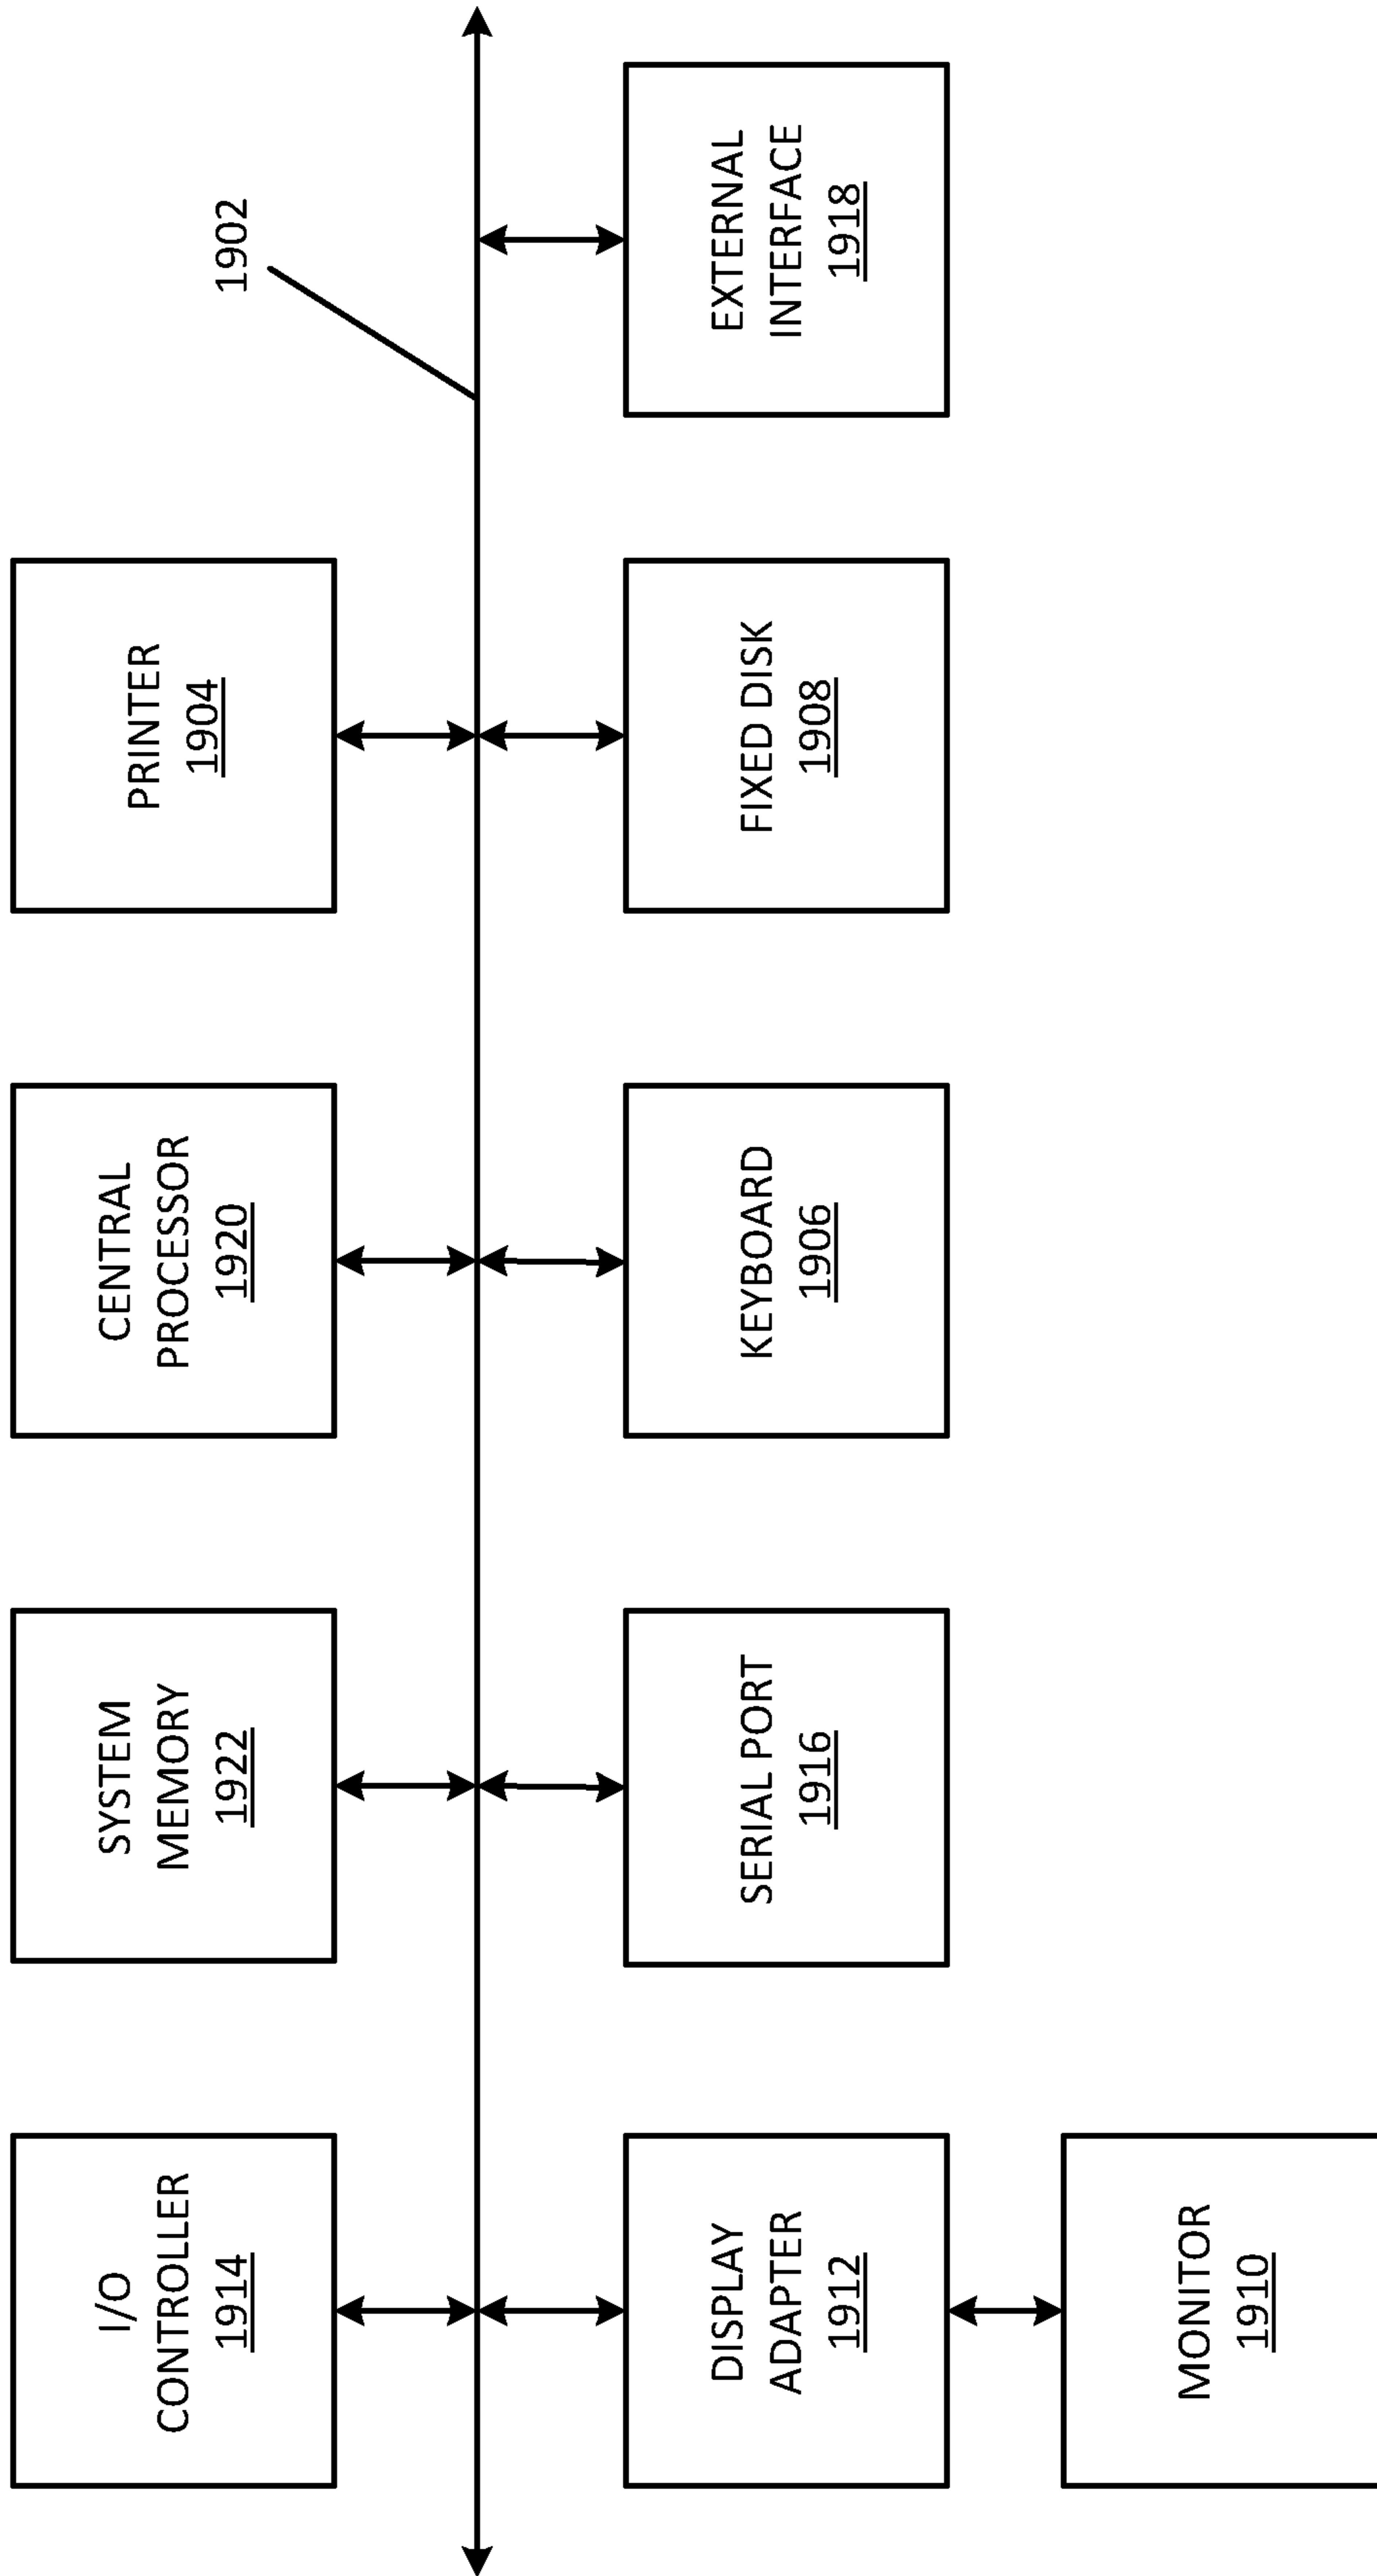 I/O
CONTROLLER
1914
SYSTEM
MEMORY
1922
CENTRAL
PROCESSOR
1920
PRINTER
1904
1902
DISPLAY
ADAPTER
1912
SERIAL PORT
1916
KEYBOARD
1906
FIXED DISK
1908
EXTERNAL
INTERFACE
1918
MONITOR
1910